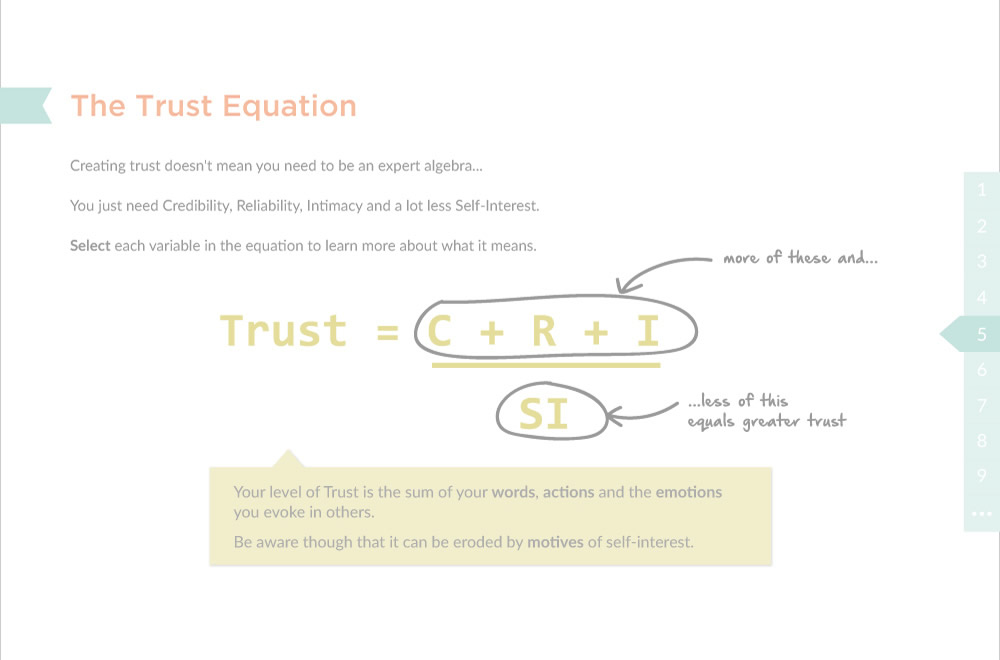 The Trust Equation
Creating trust doesn't mean you need to be an expert algebra...
You just need Credibility, Reliability, Intimacy and a lot less Self-Interest.
Select each variable in the equation to learn more about what it means.
more of these and...
Trust = C + R + I
SI
...less of this
equals greater trust
Your level of Trust is the sum of your words, actions and the emotions
you evoke in others.
Be aware though that it can be eroded by motives of self-interest.
1
2
3
4
5
6
7
8
9
...